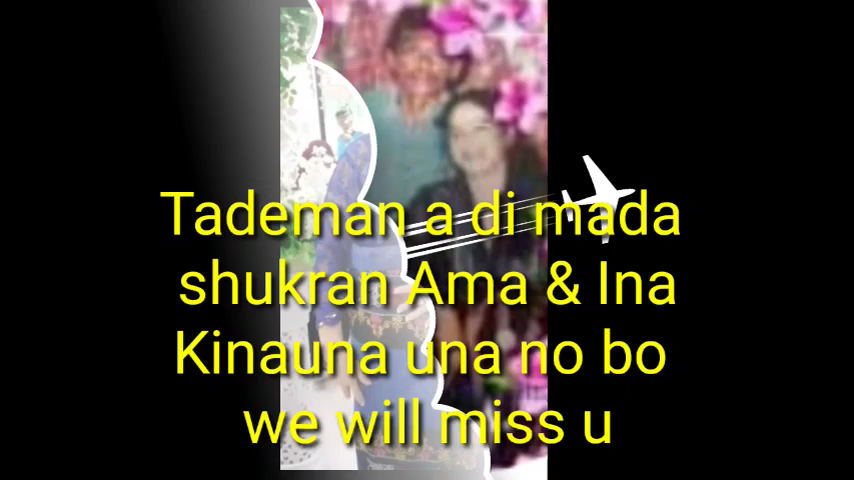 Tademan a di mada
shukran Ama & Ina
Kinauna una no bo
we will miss u